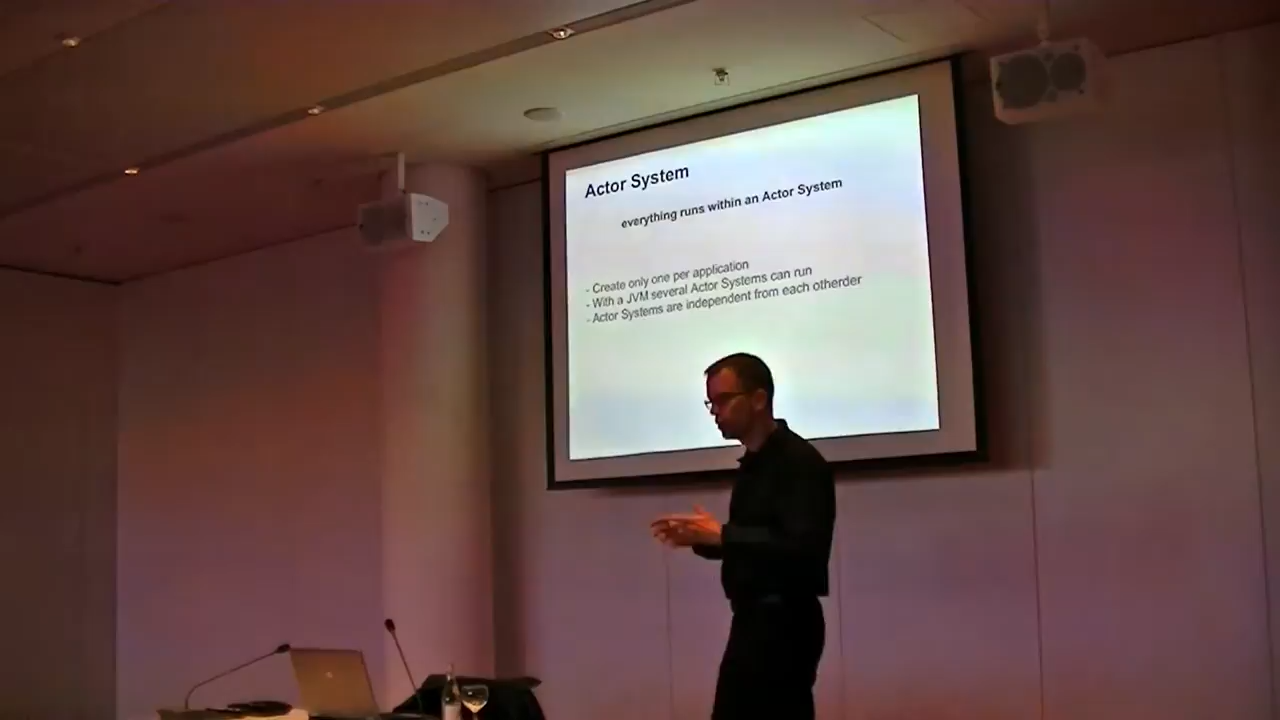 Actor System
everything runs within an Actor System
- Create only one per application
- With a JVM several Actor Systems can run
- Actor Systems are independent from each otherder